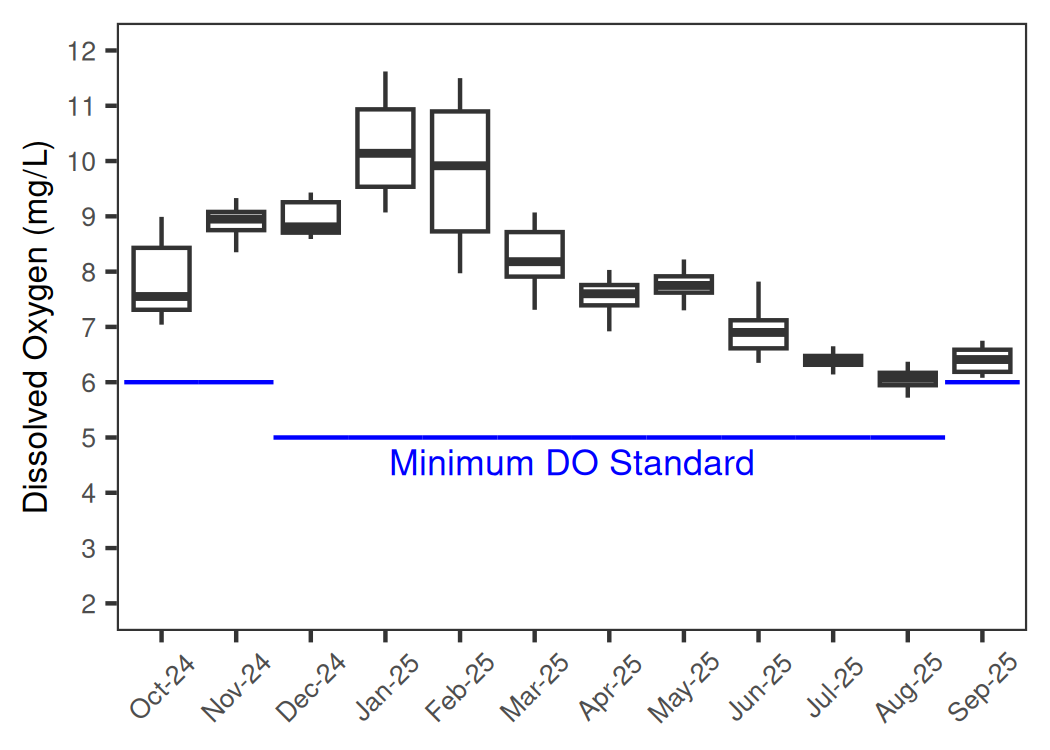 Dissolved Oxygen (mg/L)
12
11
10
9
8
7
6
5
4
3
2
Minimum DO Standard
Oct-24
Nov-24
Dec-24
Jan-25
Feb-25
Mar-25
Apr-25
May-25
Jun-25
Jul-25
Aug-25
Sep-25